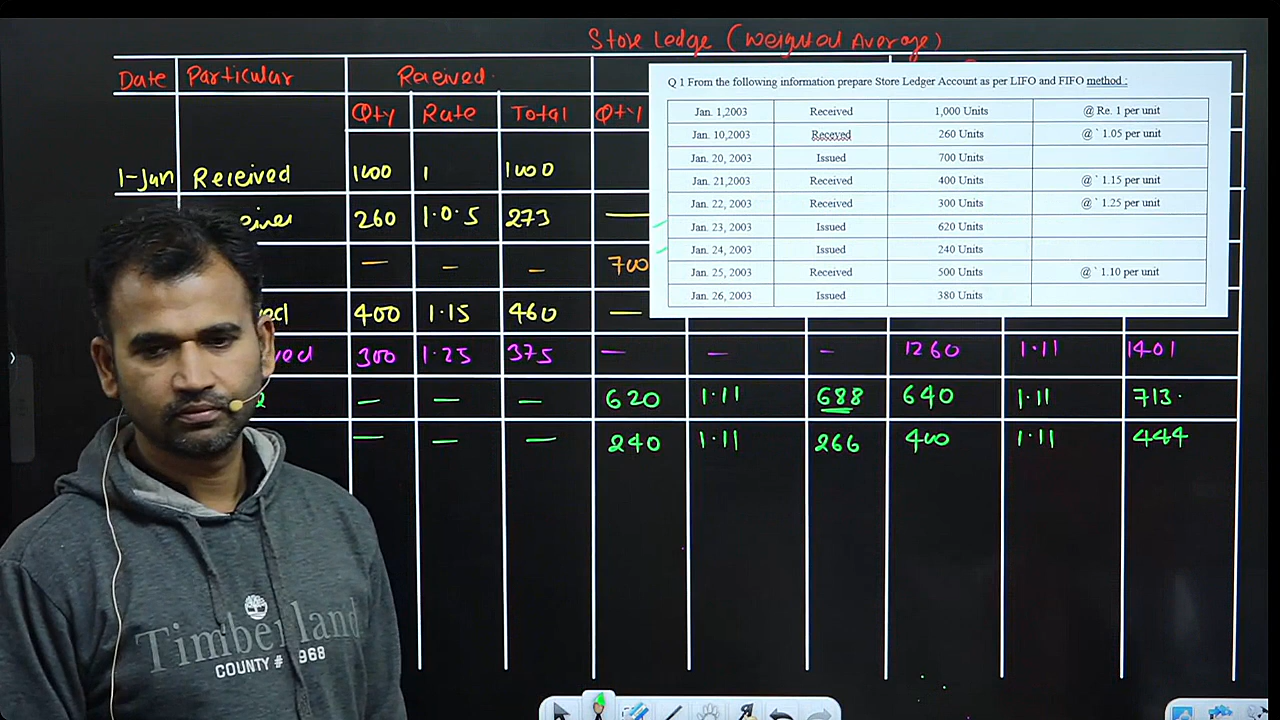 Store Ledge (Weighted Average)
Date Particular Received
Qty Rate Total Qty
1-Jan Received 1000 1 1000
260 1.0.5 273 —
— — — 700
400 1.15 460 —
300 1.25 375 — — — 1260 1.11 1401
— — — 620 1.11 688 640 1.11 713.
— — — 240 1.11 266 400 1.11 444
Q 1 From the following information prepare Store Ledger Account as per LIFO and FIFO method :
Jan. 1,2003 Received 1,000 Units @ Re. 1 per unit
Jan. 10,2003 Receved 260 Units @ ` 1.05 per unit
Jan. 20, 2003 Issued 700 Units
Jan. 21,2003 Received 400 Units @ ` 1.15 per unit
Jan. 22, 2003 Received 300 Units @ ` 1.25 per unit
Jan. 23, 2003 Issued 620 Units
Jan. 24, 2003 Issued 240 Units
Jan. 25, 2003 Received 500 Units @ ` 1.10 per unit
Jan. 26, 2003 Issued 380 Units
Timberland
COUNTY #
968